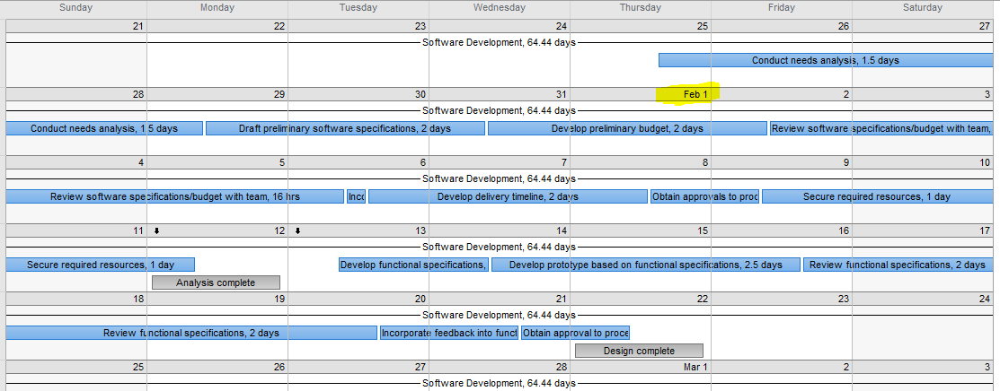 Sunday Monday Tuesday Wednesday Thursday Friday Saturday
21 22 23 24 25 26 27
Software Development, 64.44 days
Conduct needs analysis, 1.5 days
28 29 30 31 Feb 1 2 3
Software Development, 64.44 days
Conduct needs analysis, 1.5 days Draft preliminary software specifications, 2 days Develop preliminary budget, 2 days Review software specifications/budget with team,
4 5 6 7 8 9 10
Software Development, 64.44 days
Review software specifications/budget with team, 16 hrs Inco Develop delivery timeline, 2 days Obtain approvals to proc Secure required resources, 1 day
11 12 13 14 15 16 17
Software Development, 64.44 days
Secure required resources, 1 day Develop functional specifications, Develop prototype based on functional specifications, 2.5 days Review functional specifications, 2 days
Analysis complete
18 19 20 21 22 23 24
Software Development, 64.44 days
Review functional specifications, 2 days Incorporate feedback into funct Obtain approval to proce
Design complete
25 26 27 28 Mar 1 2 3
Software Development, 64.44 days